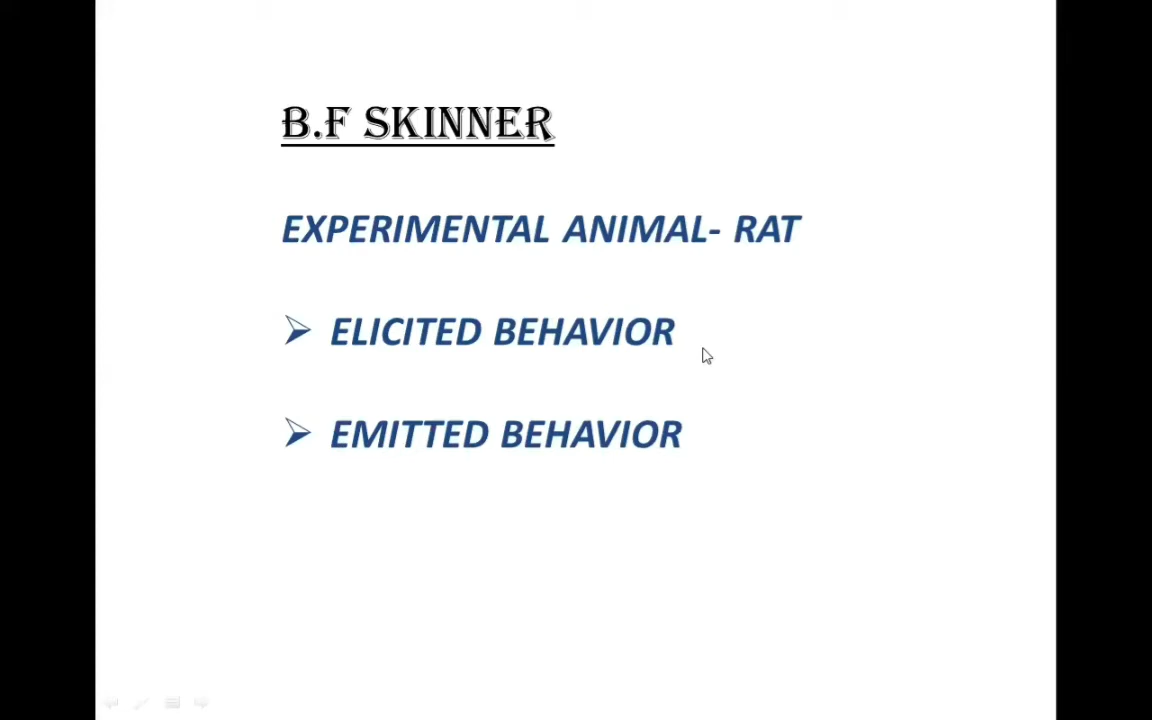 B.F SKINNER
EXPERIMENTAL ANIMAL- RAT
ELICITED BEHAVIOR
EMITTED BEHAVIOR